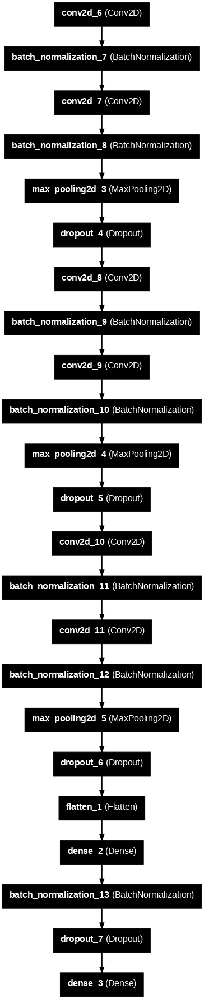 conv2d_6 (Conv2D)
batch_normalization_7 (BatchNormalization)
conv2d_7 (Conv2D)
batch_normalization_8 (BatchNormalization)
max_pooling2d_3 (MaxPooling2D)
dropout_4 (Dropout)
conv2d_8 (Conv2D)
batch_normalization_9 (BatchNormalization)
conv2d_9 (Conv2D)
batch_normalization_10 (BatchNormalization)
max_pooling2d_4 (MaxPooling2D)
dropout_5 (Dropout)
conv2d_10 (Conv2D)
batch_normalization_11 (BatchNormalization)
conv2d_11 (Conv2D)
batch_normalization_12 (BatchNormalization)
max_pooling2d_5 (MaxPooling2D)
dropout_6 (Dropout)
flatten_1 (Flatten)
dense_2 (Dense)
batch_normalization_13 (BatchNormalization)
dropout_7 (Dropout)
dense_3 (Dense)